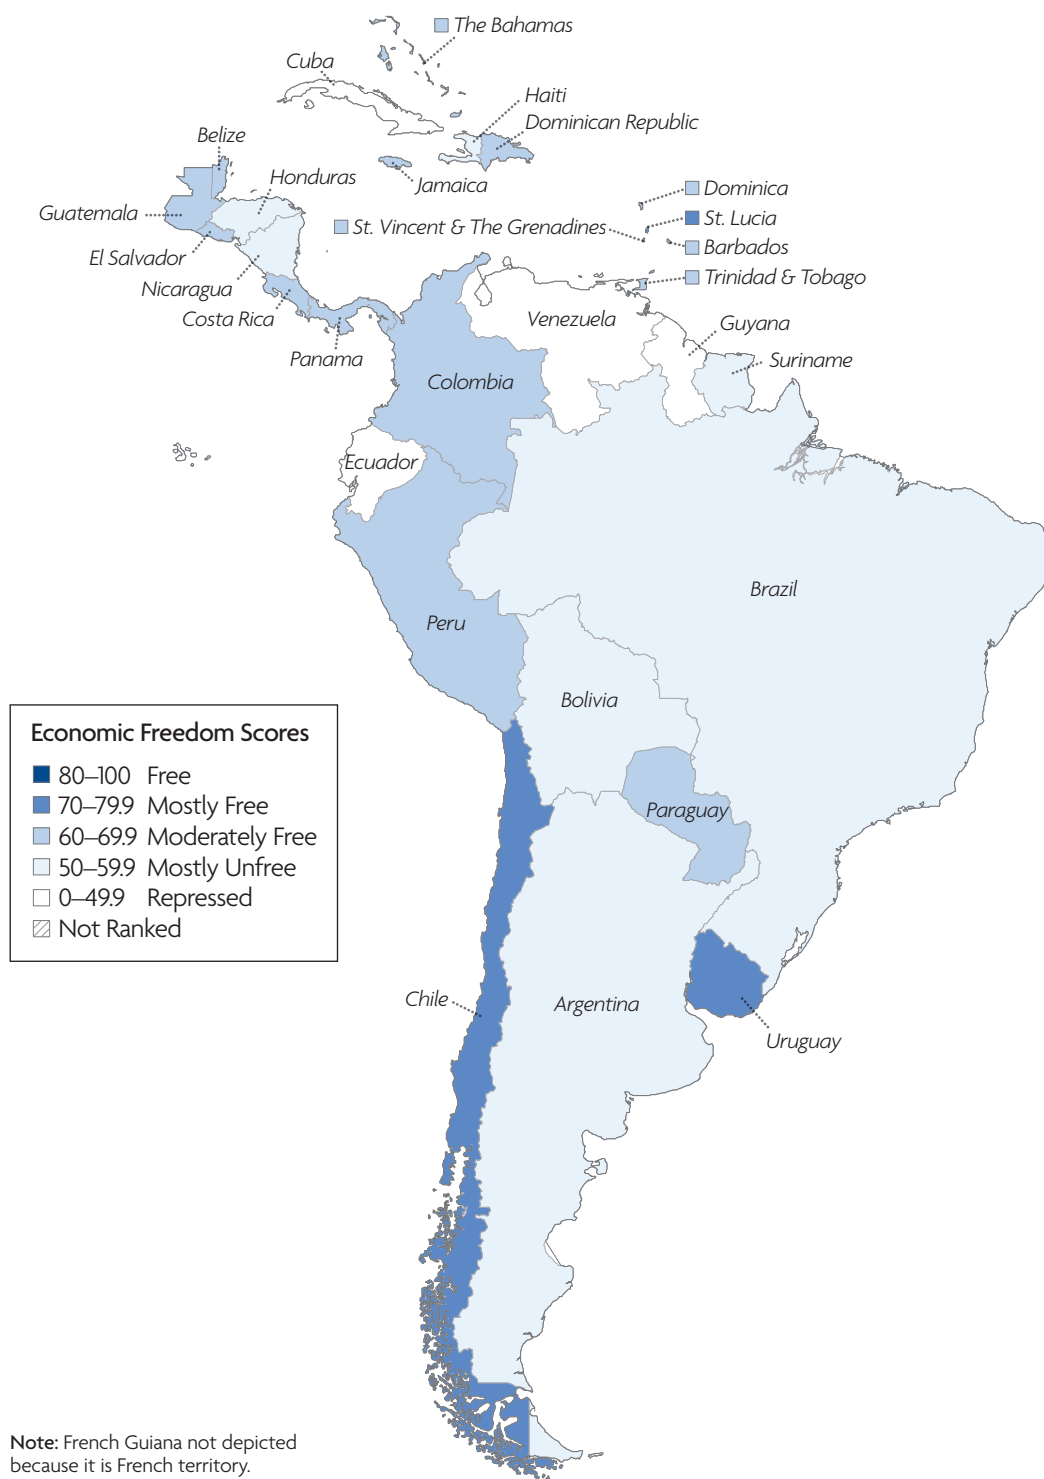 The Bahamas
Cuba
Haiti
Dominican Republic
Belize
Honduras
Jamaica
Dominica
Guatemala
St. Lucia
St. Vincent & The Grenadines
Barbados
El Salvador
Trinidad & Tobago
Nicaragua
Costa Rica
Venezuela
Guyana
Panama
Suriname
Colombia
Ecuador
Brazil
Peru
Bolivia
Economic Freedom Scores
80–100 Free
70–79.9 Mostly Free
60–69.9 Moderately Free
50–59.9 Mostly Unfree
0–49.9 Repressed
Not Ranked
Paraguay
Chile
Argentina
Uruguay
Note: French Guiana not depicted
because it is French territory.